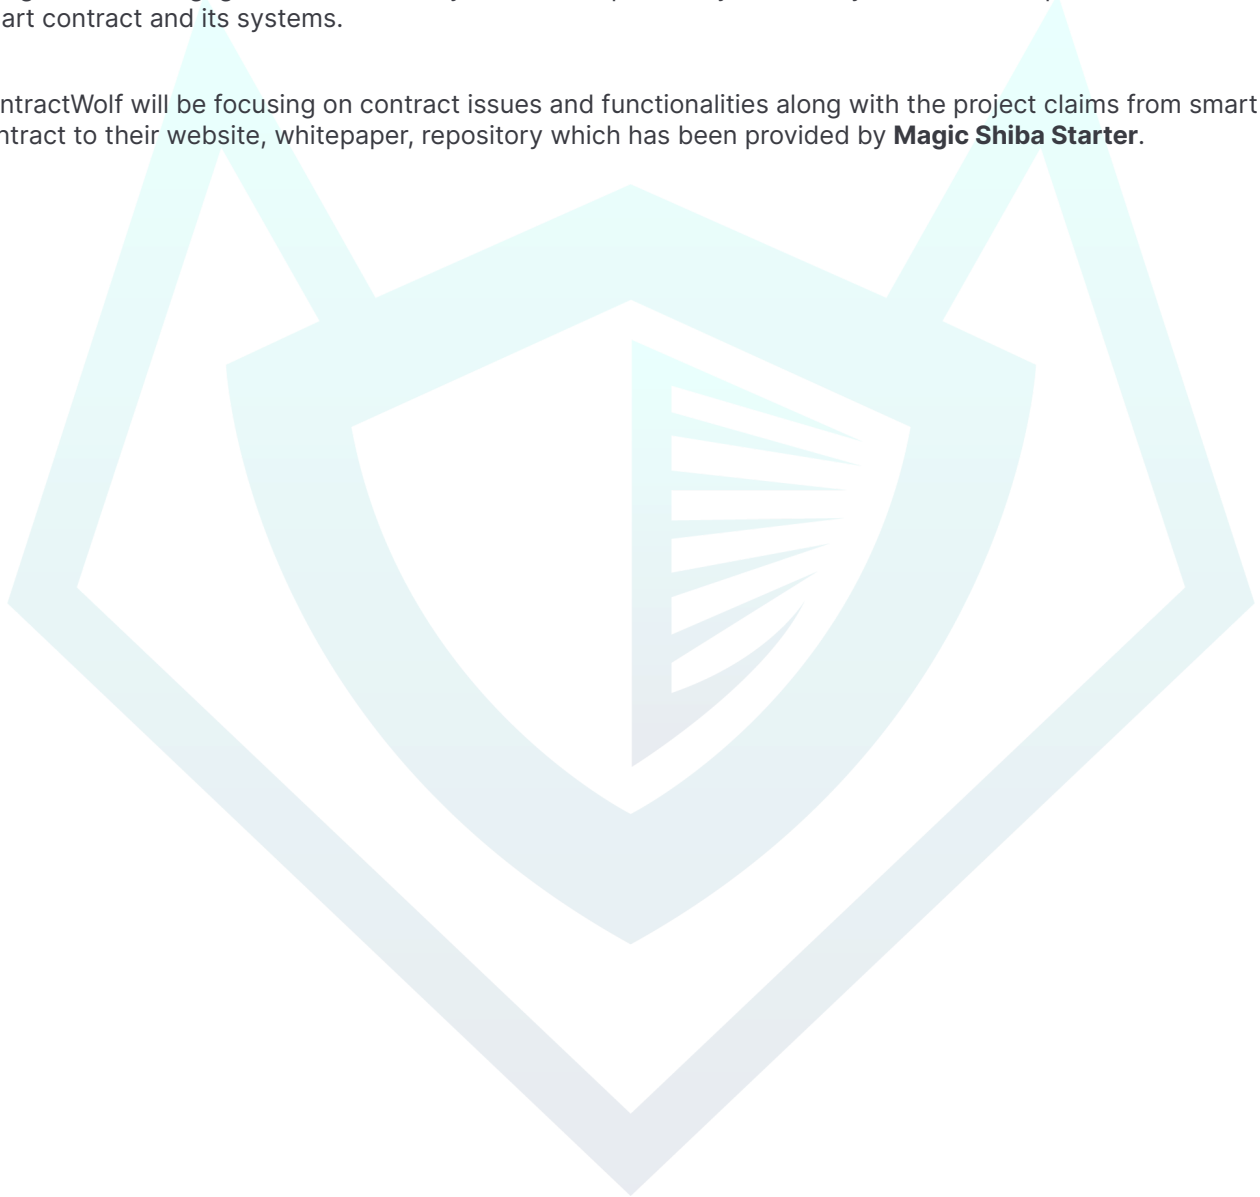 art contract and its systems.
ntractWolf will be focusing on contract issues and functionalities along with the project claims from smart
ntract to their website, whitepaper, repository which has been provided by Magic Shiba Starter.